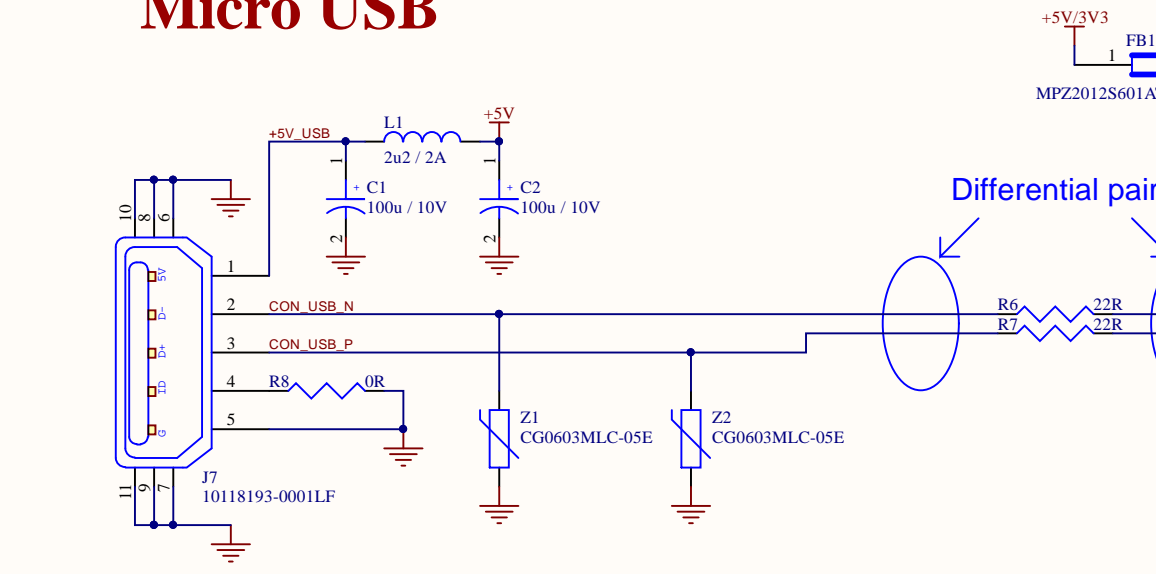 Micro USB
+5V/3V3
FB1
1
MPZ2012S601A
+5V
L1
+5V_USB
2u2 / 2A
1
1
+ C1
100u / 10V
+ C2
100u / 10V
2
2
Differential pair
10
8
6
5V
D-
D+
ID
G
1
2
CON_USB_N
3
CON_USB_P
4
R8
0R
5
R6
22R
R7
22R
Z1
CG0603MLC-05E
Z2
CG0603MLC-05E
11
9
7
J7
10118193-0001LF